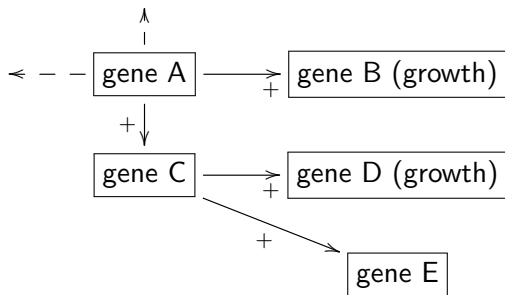 gene A
gene B (growth)
+
+
gene C
gene D (growth)
+
+
gene E